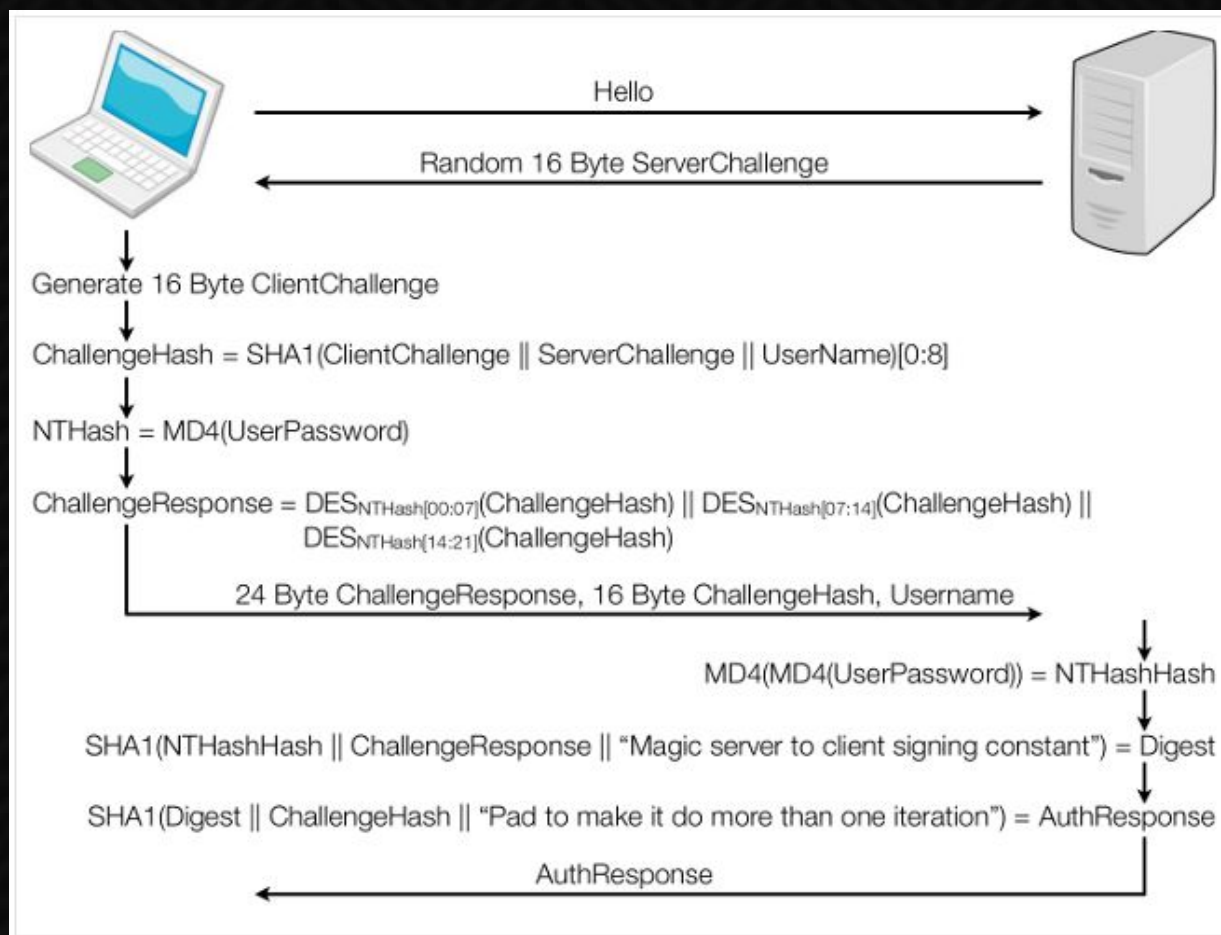 Hello
Random 16 Byte ServerChallenge
Generate 16 Byte ClientChallenge
ChallengeHash = SHA1(ClientChallenge || ServerChallenge || UserName)[0:8]
NTHash = MD4(UserPassword)
ChallengeResponse = DESNTHash[00:07](ChallengeHash) || DESNTHash[07:14](ChallengeHash) ||
DESNTHash[14:21](ChallengeHash)
24 Byte ChallengeResponse, 16 Byte ChallengeHash, Username
MD4(MD4(UserPassword)) = NTHashHash
SHA1(NTHashHash || ChallengeResponse || “Magic server to client signing constant”) = Digest
SHA1(Digest || ChallengeHash || “Pad to make it do more than one iteration”) = AuthResponse
AuthResponse